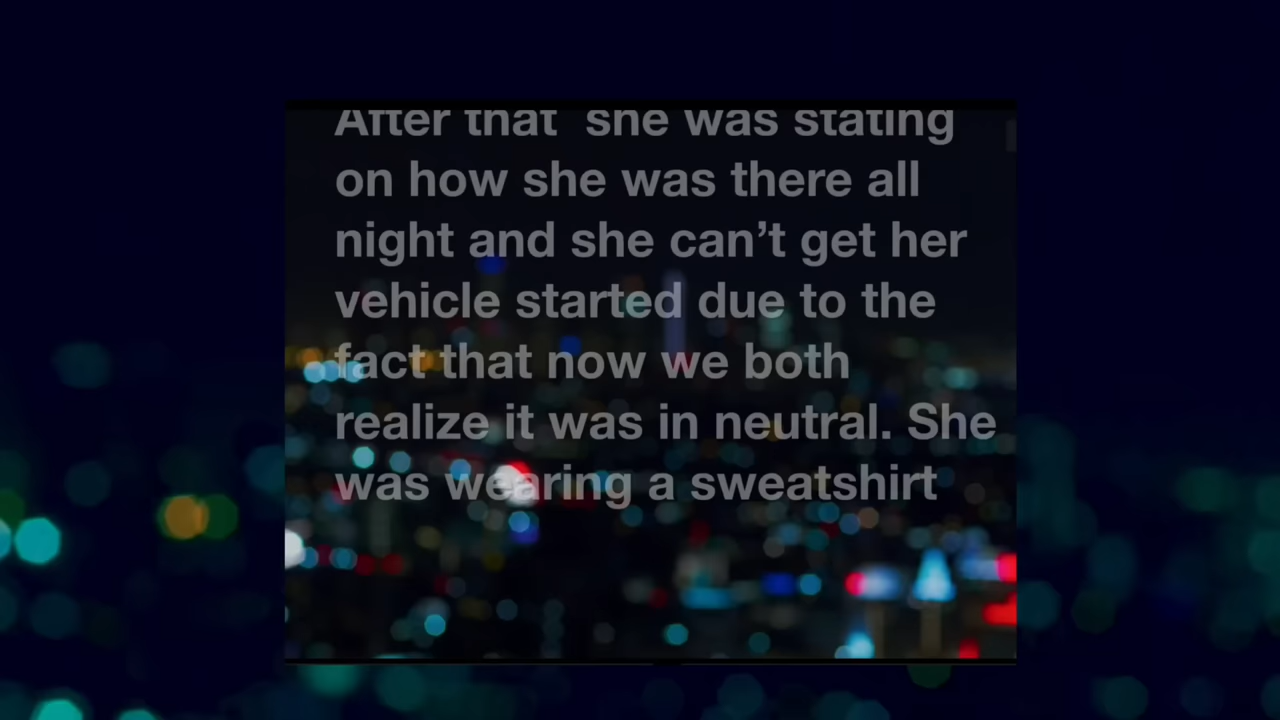 After that she was stating
on how she was there all
night and she can’t get her
vehicle started due to the
fact that now we both
realize it was in neutral. She
was wearing a sweatshirt